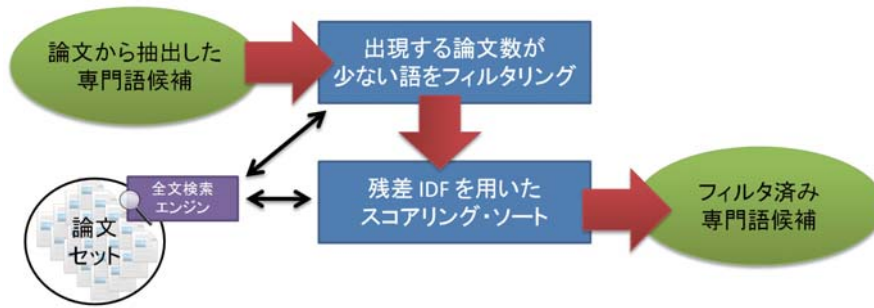 論文から抽出した
専門語候補
出現する論文数が
少ない語をフィルタリング
全文検索
エンジン
論文
セット
残差 IDF を用いた
スコアリング・ソート
フィルタ済み
専門語候補